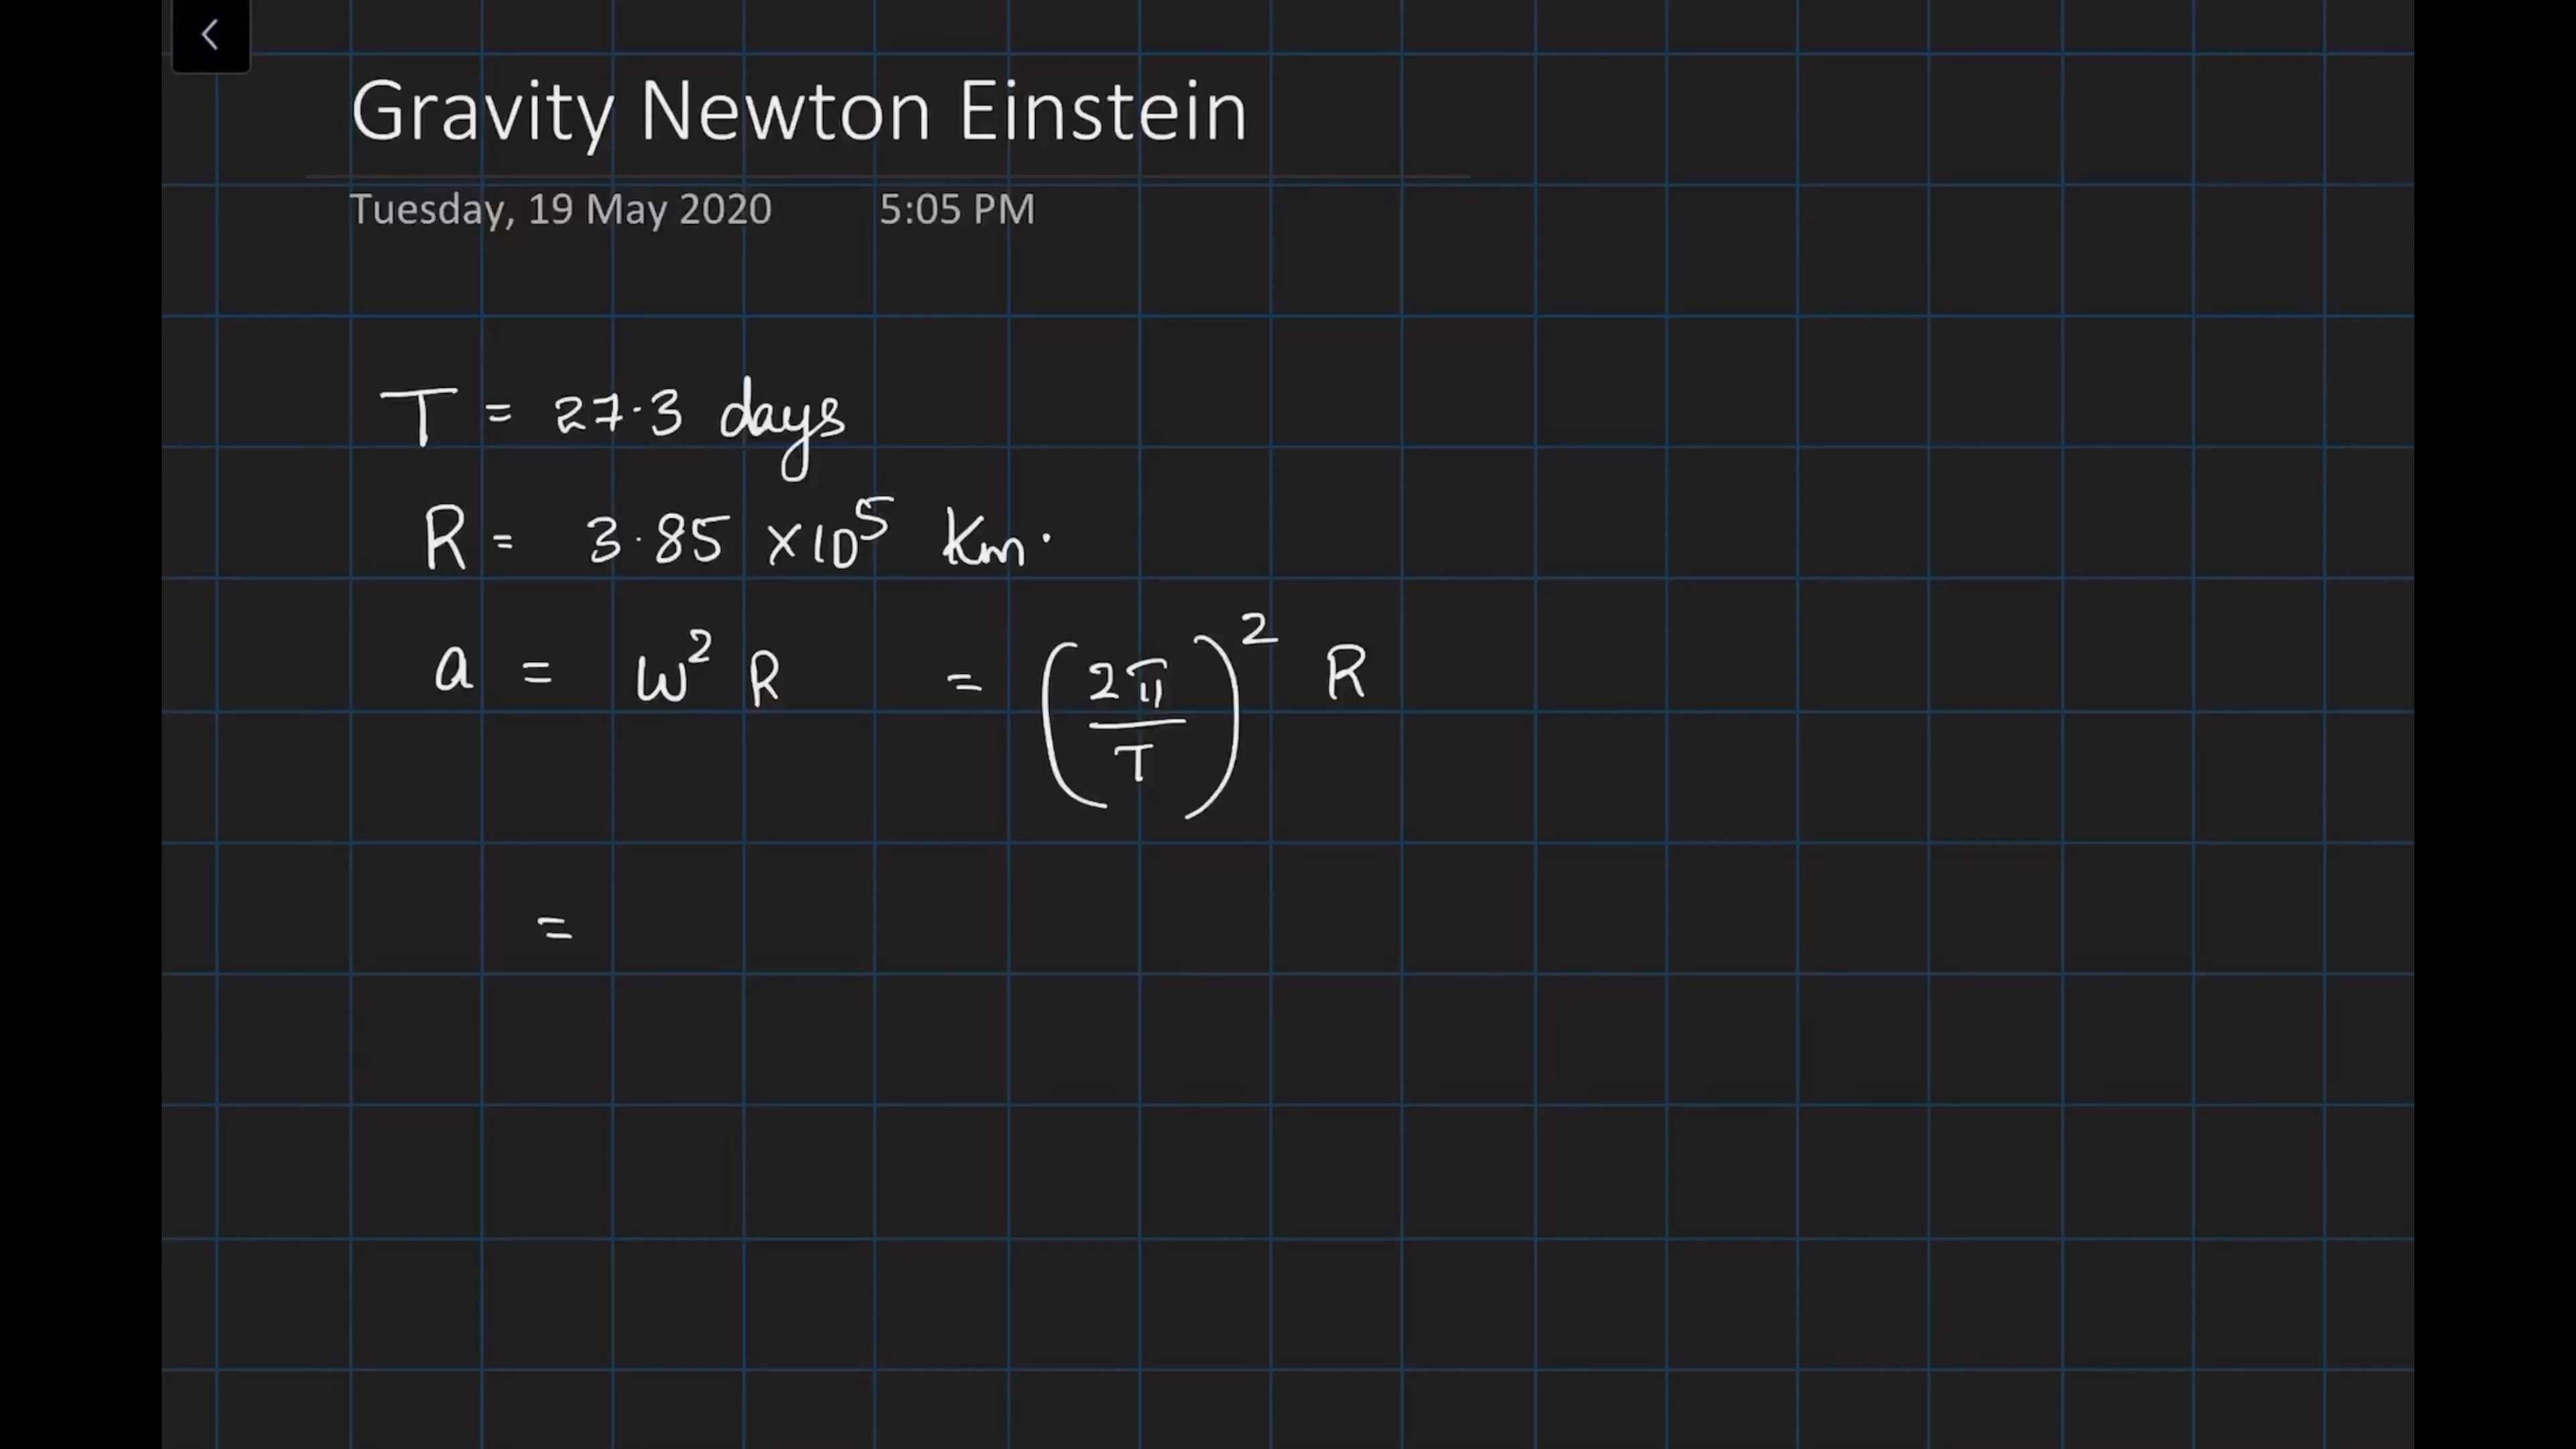 Gravity Newton Einstein
Tuesday, 19 May 2020 5:05 PM
T = 27.3 days
R = 3.85 ×10⁵ Km.
a = ω² R = (2π/T)² R
=